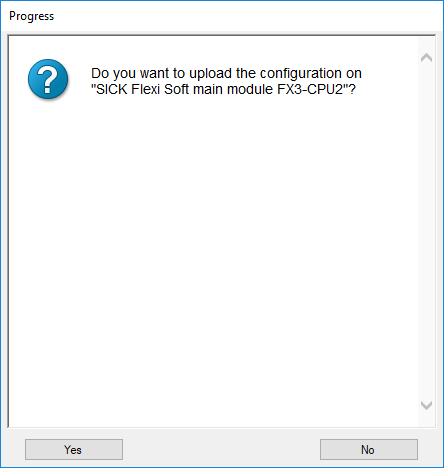 Progress
Do you want to upload the configuration on
"SICK Flexi Soft main module FX3-CPU2"?
Yes
No